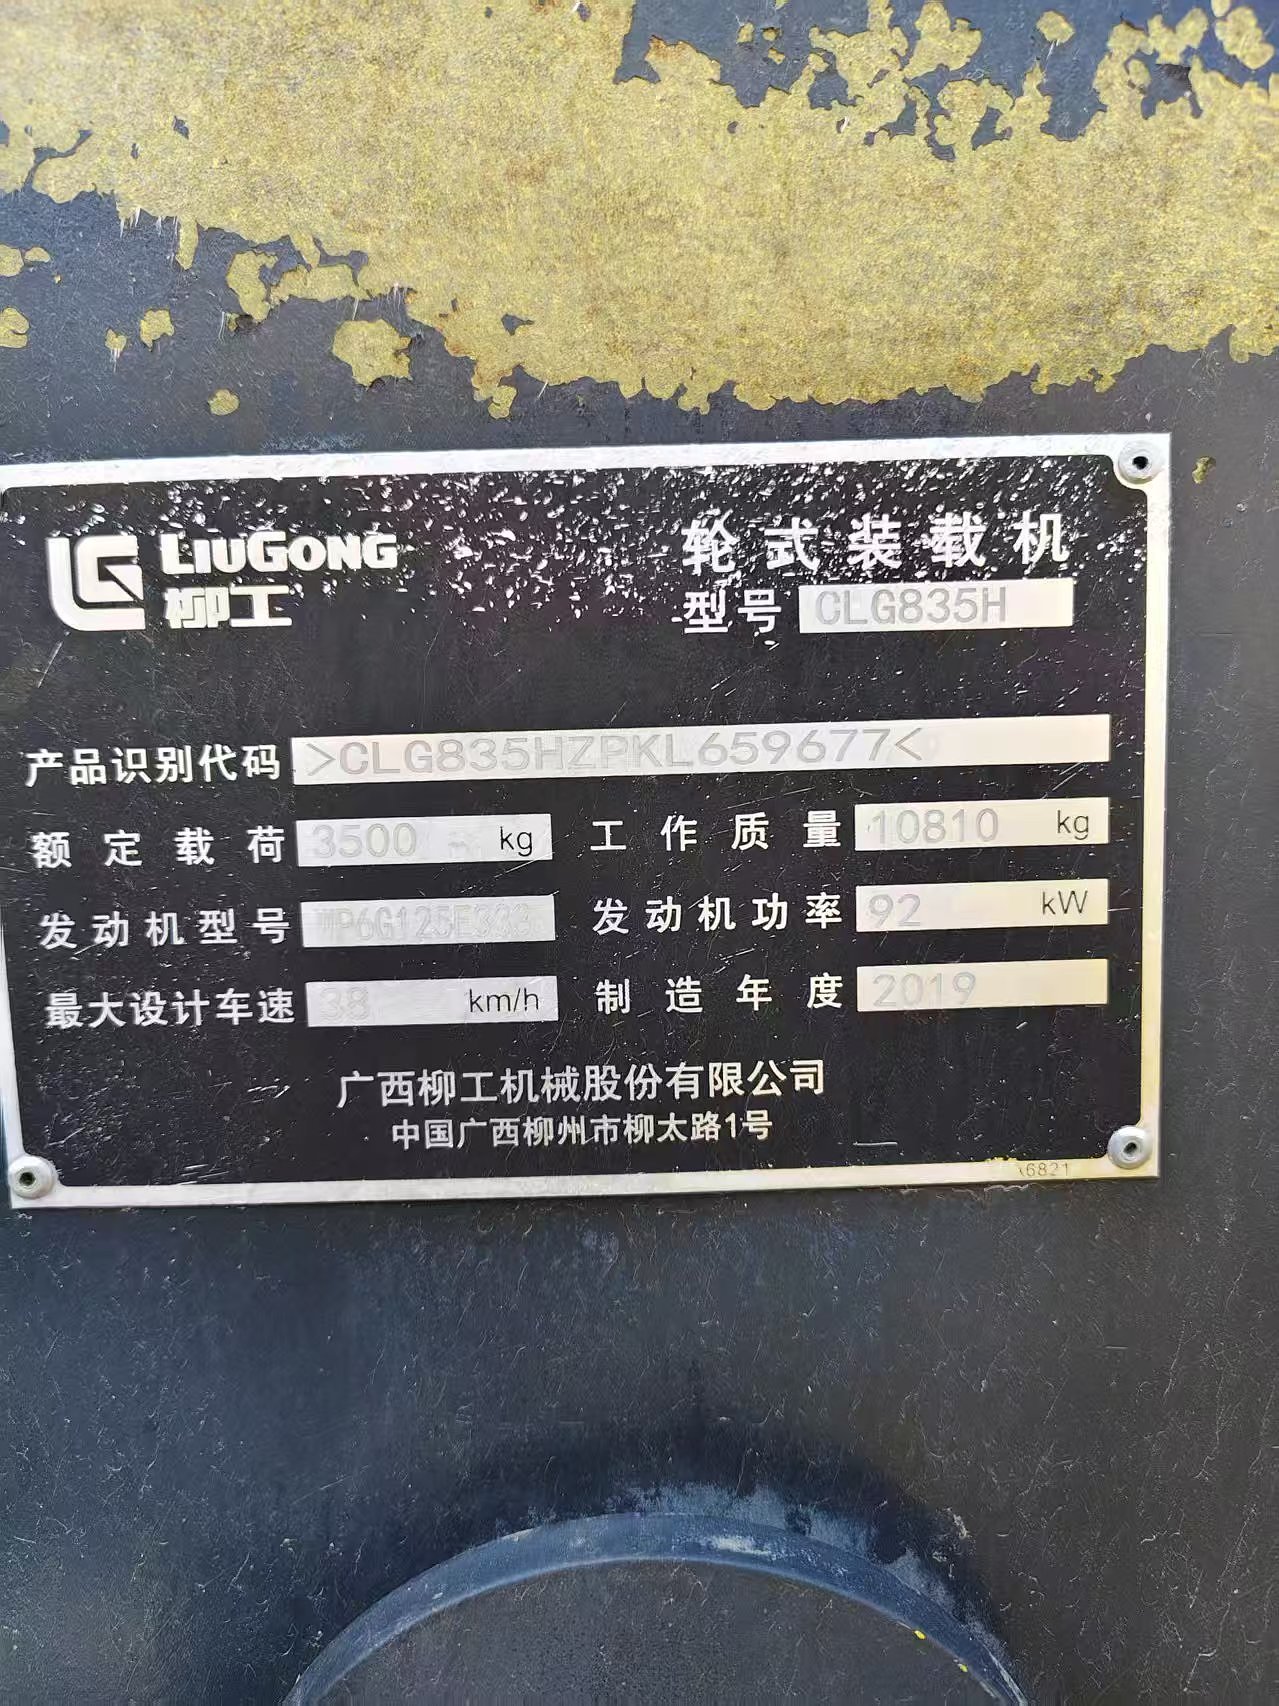 LIUGONG
柳工
轮式装载机
型号 CLG835H
产品识别代码 >CLG835HZPKL659677<
额定载荷 3500 kg 工作质量 10810 kg
发动机型号 WP6G125E333 发动机功率 92 kW
最大设计车速 38 km/h 制造年度 2019
广西柳工机械股份有限公司
中国广西柳州市柳太路1号
6821